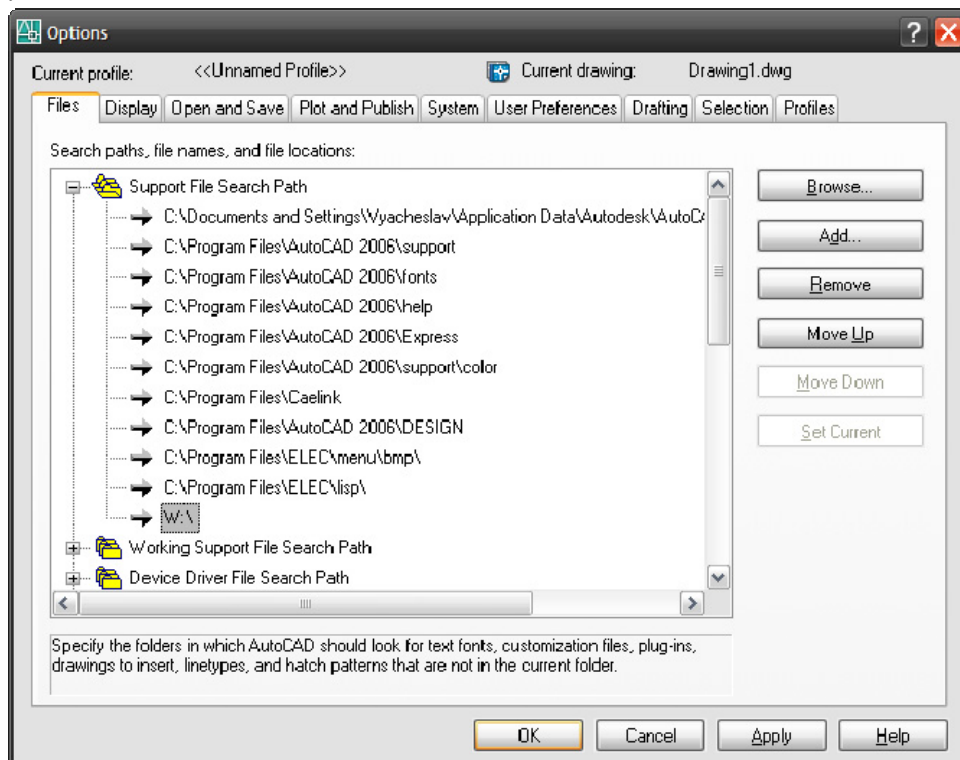 Options
Current profile: <<Unnamed Profile>> Current drawing: Drawing1.dwg
Files Display Open and Save Plot and Publish System User Preferences Drafting Selection Profiles
Search paths, file names, and file locations:
Support File Search Path
C:\Documents and Settings\Vyacheslav\Application Data\Autodesk\AutoCA
C:\Program Files\AutoCAD 2006\support
C:\Program Files\AutoCAD 2006\fonts
C:\Program Files\AutoCAD 2006\help
C:\Program Files\AutoCAD 2006\Express
C:\Program Files\AutoCAD 2006\support\color
C:\Program Files\Caelink
C:\Program Files\AutoCAD 2006\DESIGN
C:\Program Files\ELEC\menu\bmp\
C:\Program Files\ELEC\lisp\
W:\
Working Support File Search Path
Device Driver File Search Path
Browse...
Add...
Remove
Move Up
Move Down
Set Current
Specify the folders in which AutoCAD should look for text fonts, customization files, plug-ins,
drawings to insert, linetypes, and hatch patterns that are not in the current folder.
OK Cancel Apply Help